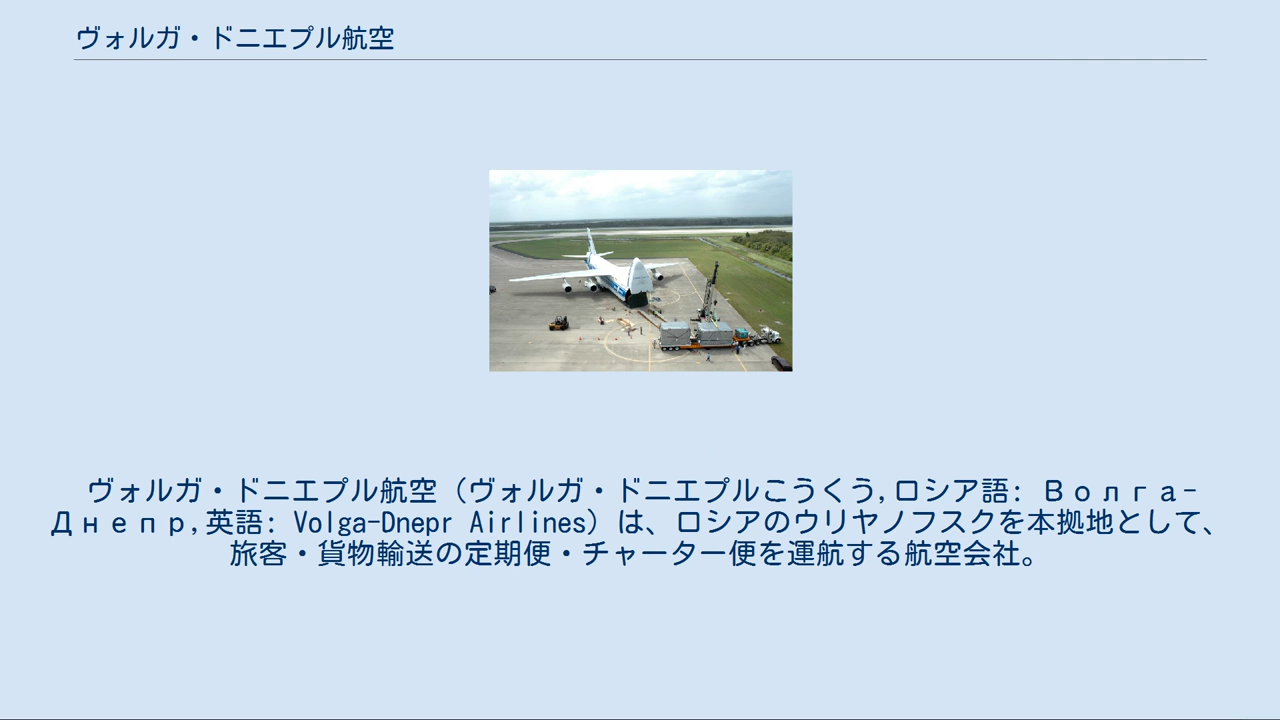 ヴォルガ・ドニエプル航空
ヴォルガ・ドニエプル航空（ヴォルガ・ドニエプルこうくう,ロシア語: Волга-
Днепр,英語: Volga-Dnepr Airlines）は、ロシアのウリヤノフスクを本拠地として、
旅客・貨物輸送の定期便・チャーター便を運航する航空会社。